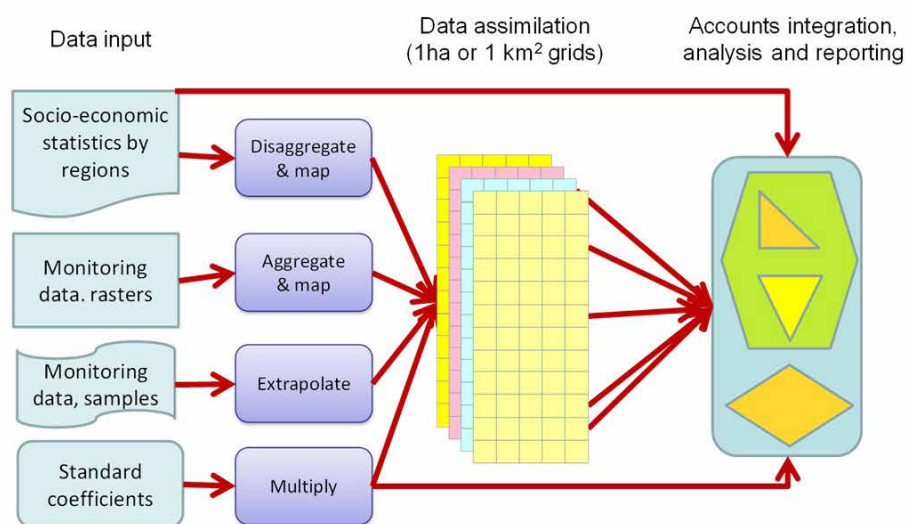 Data input
Data assimilation
(1ha or 1 km² grids)
Accounts integration,
analysis and reporting
Socio-economic
statistics by
regions
Disaggregate
& map
Monitoring
data. rasters
Aggregate
& map
Monitoring
data, samples
Extrapolate
Standard
coefficients
Multiply